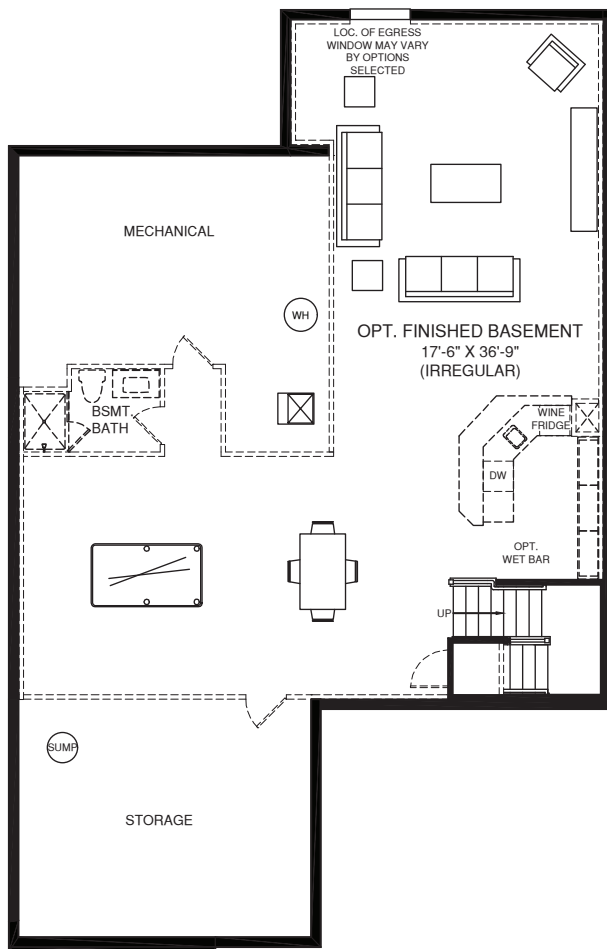 LOC. OF EGRESS
WINDOW MAY VARY
BY OPTIONS
SELECTED
MECHANICAL
WH
OPT. FINISHED BASEMENT
17'-6" X 36'-9"
(IRREGULAR)
BSMT.
BATH
WINE
FRIDGE
DW
OPT.
WET BAR
UP
SUMP
STORAGE